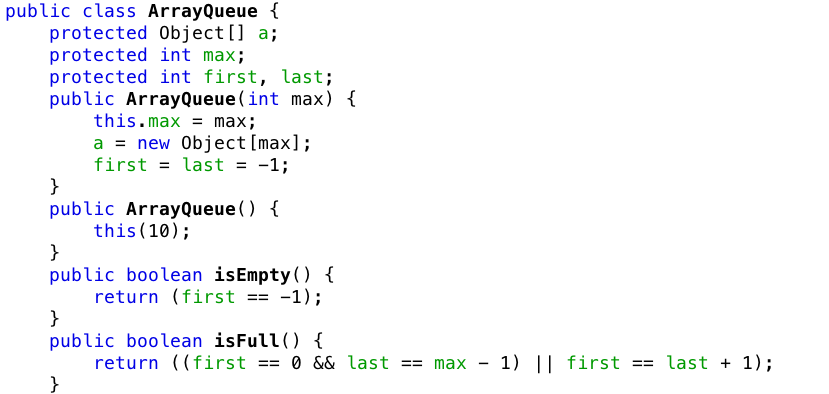 public class ArrayQueue {
    protected Object[] a;
    protected int max;
    protected int first, last;
    public ArrayQueue(int max) {
        this.max = max;
        a = new Object[max];
        first = last = -1;
    }
    public ArrayQueue() {
        this(10);
    }
    public boolean isEmpty() {
        return (first == -1);
    }
    public boolean isFull() {
        return ((first == 0 && last == max - 1) || first == last + 1);
    }